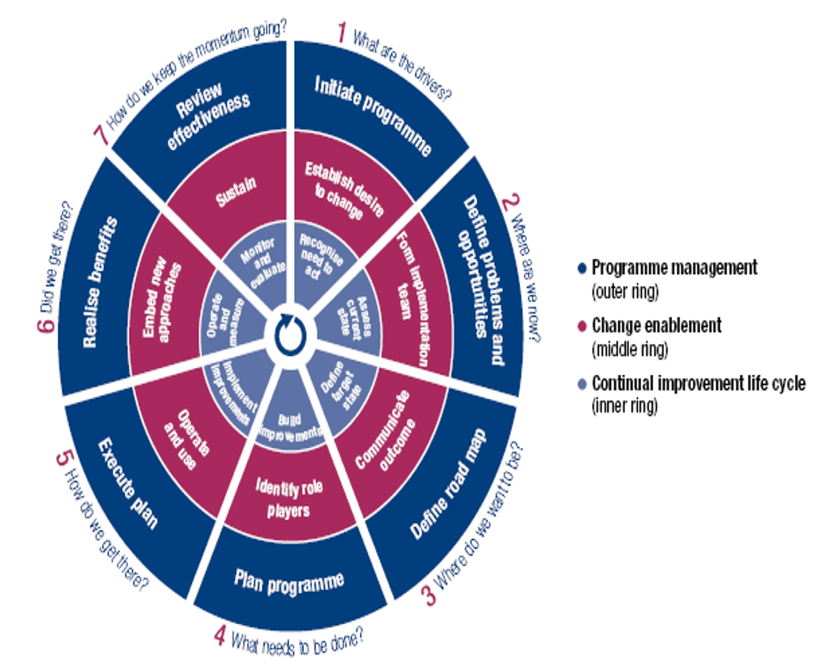 1 What are the drivers?
Initiate programme
Establish desire
to change
Recognise
need to
act
2 Where are we now?
Define problems and
opportunities
Form implementation
team
Assess
current
state
3 Where do we want to be?
Define road map
Communicate
outcome
Define
target
state
4 What needs to be done?
Plan programme
Identify role
players
Build
improvements
5 How do we get there?
Execute plan
Operate
and use
Implement
improvements
6 Did we get there?
Realise benefits
Embed new
approaches
Operate
and
measure
7 How do we keep the momentum going?
Review
effectiveness
Sustain
Monitor
and
evaluate
Programme management
(outer ring)
Change enablement
(middle ring)
Continual improvement life cycle
(inner ring)